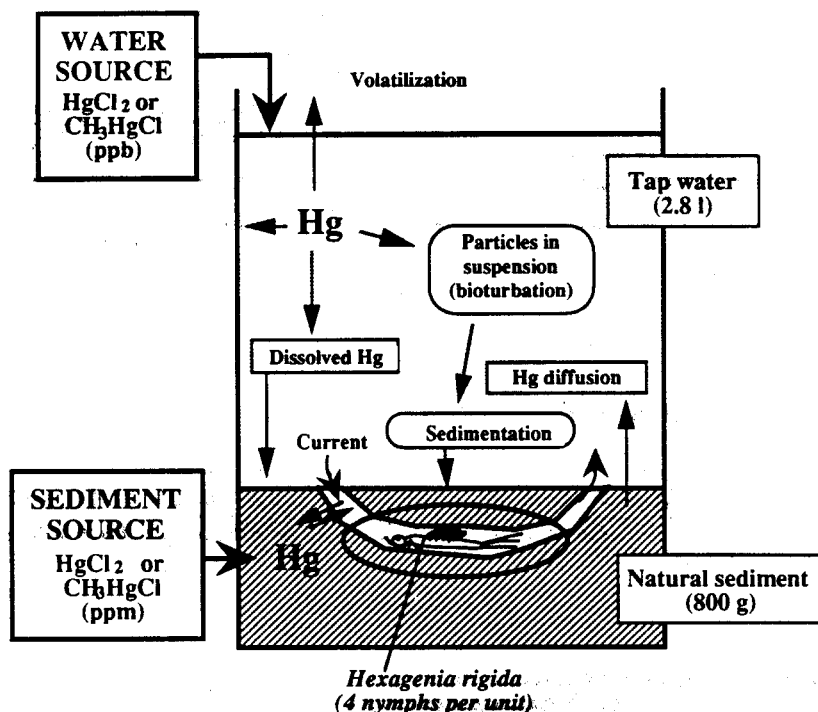 WATER
SOURCE
HgCl2 or
CH3HgCl
(ppb)
Volatilization
Tap water
(2.8 l)
Hg
Particles in
suspension
(bioturbation)
Dissolved Hg
Hg diffusion
Current
Sedimentation
SEDIMENT
SOURCE
HgCl2 or
CH3HgCl
(ppm)
Hg
Natural sediment
(800 g)
Hexagenia rigida
(4 nymphs per unit)